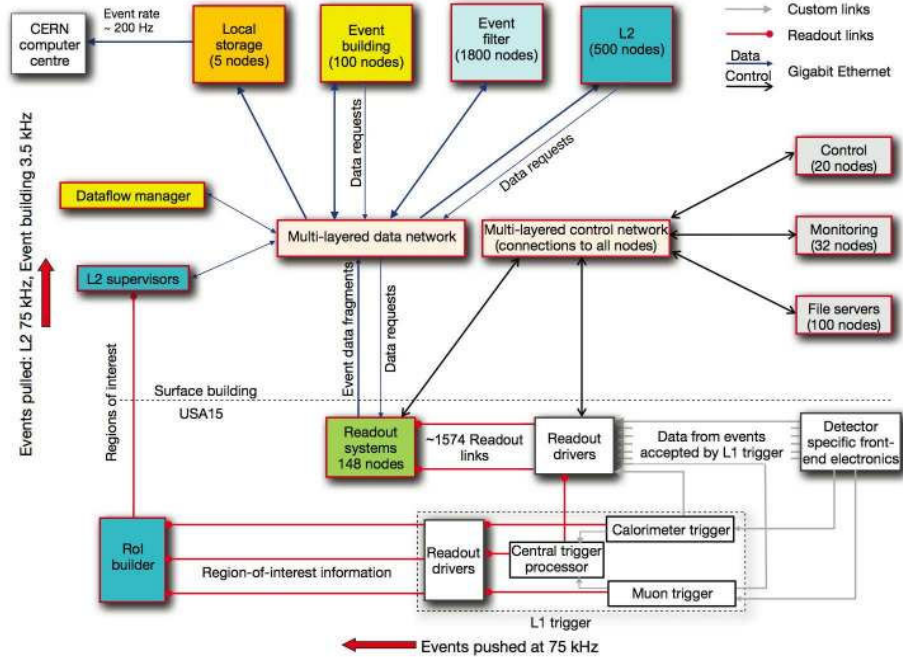 CERN
computer
centre
Event rate
~ 200 Hz
Local
storage
(5 nodes)
Event
building
(100 nodes)
Event
filter
(1800 nodes)
L2
(500 nodes)
Custom links
Readout links
Data
Control
Gigabit Ethernet
Data requests
Data requests
Control
(20 nodes)
Dataflow manager
Multi-layered data network
Multi-layered control network
(connections to all nodes)
Monitoring
(32 nodes)
L2 supervisors
File servers
(100 nodes)
Events pulled: L2 75 kHz, Event building 3.5 kHz
Regions of interest
Event data fragments
Data requests
Surface building
USA15
Readout
systems
148 nodes
~1574 Readout
links
Readout
drivers
Data from events
accepted by L1 trigger
Detector
specific front-
end electronics
RoI
builder
Region-of-interest information
Readout
drivers
Central trigger
processor
Calorimeter trigger
Muon trigger
L1 trigger
Events pushed at 75 kHz